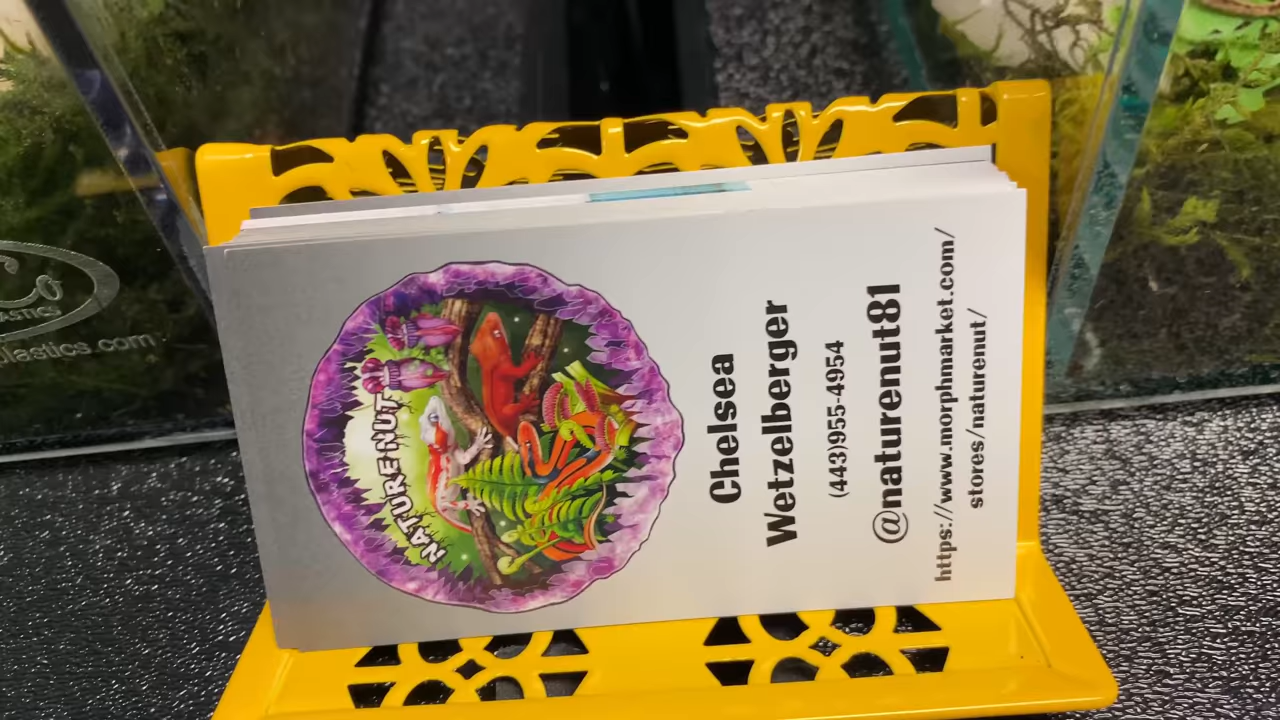 NATURE NUT
Chelsea
Wetzelberger
(443)955-4954
@naturenut81
https://www.morphmarket.com/
stores/naturenut/